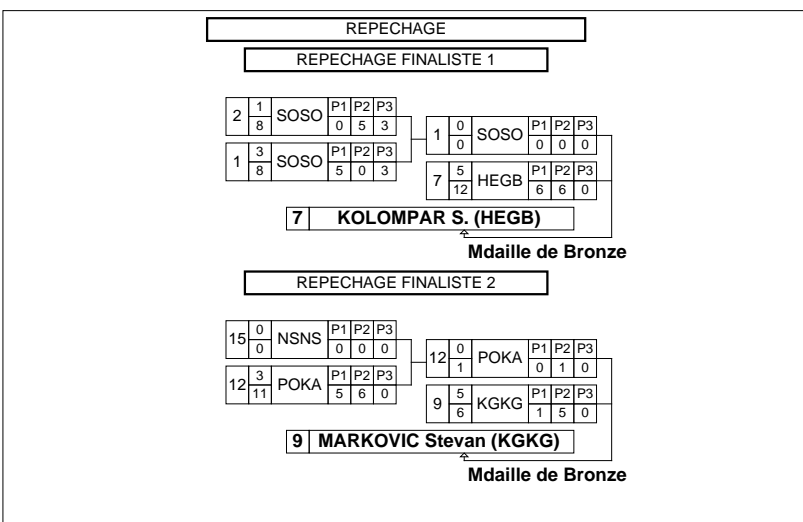 REPECHAGE
REPECHAGE FINALISTE 1
2 1 8 SOSO P1 P2 P3 0 5 3
1 3 8 SOSO P1 P2 P3 5 0 3
1 0 0 SOSO P1 P2 P3 0 0 0
7 5 12 HEGB P1 P2 P3 6 6 0
7 KOLOMPAR S. (HEGB)
Mdaille de Bronze
REPECHAGE FINALISTE 2
15 0 0 NSNS P1 P2 P3 0 0 0
12 3 11 POKA P1 P2 P3 5 6 0
12 0 1 POKA P1 P2 P3 0 1 0
9 5 6 KGKG P1 P2 P3 1 5 0
9 MARKOVIC Stevan (KGKG)
Mdaille de Bronze